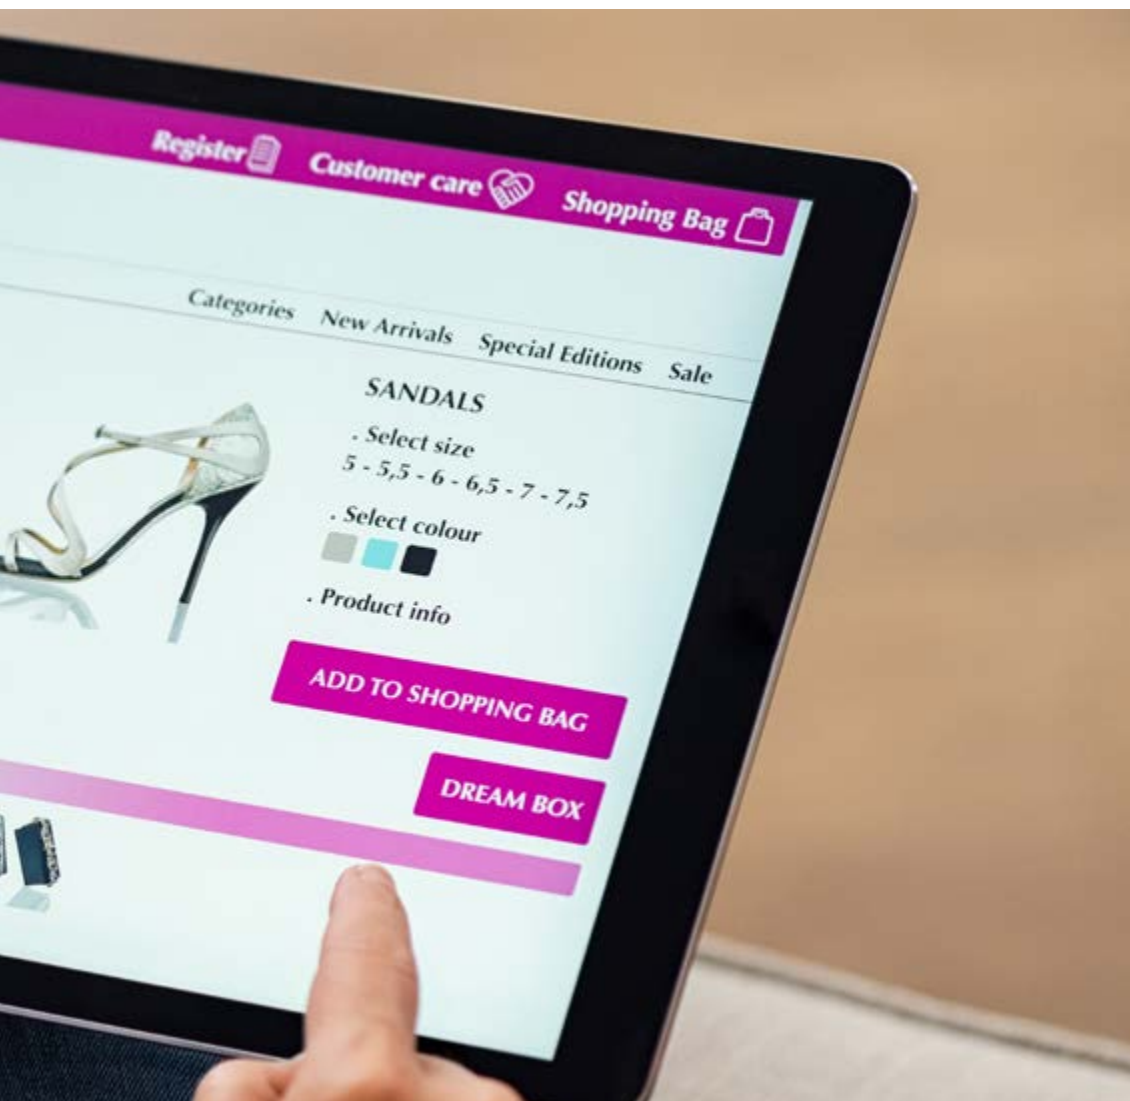 Register Customer care Shopping Bag
Categories New Arrivals Special Editions Sale
SANDALS
. Select size
5 - 5,5 - 6 - 6,5 - 7 - 7,5
. Select colour
. Product info
ADD TO SHOPPING BAG
DREAM BOX